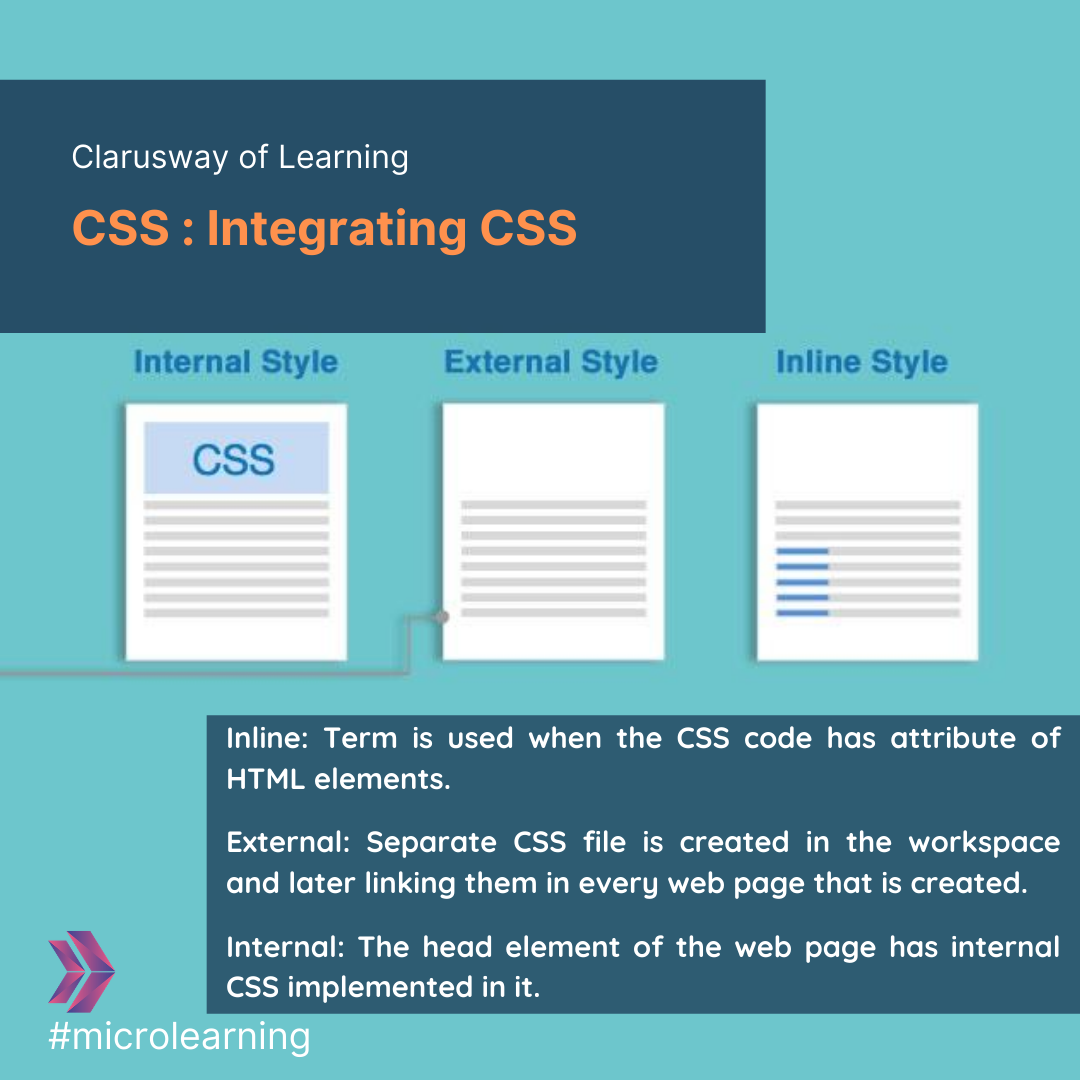 Clarusway of Learning
CSS : Integrating CSS
Internal Style
External Style
Inline Style
CSS
Inline: Term is used when the CSS code has attribute of
HTML elements.
External: Separate CSS file is created in the workspace
and later linking them in every web page that is created.
Internal: The head element of the web page has internal
CSS implemented in it.
#microlearning